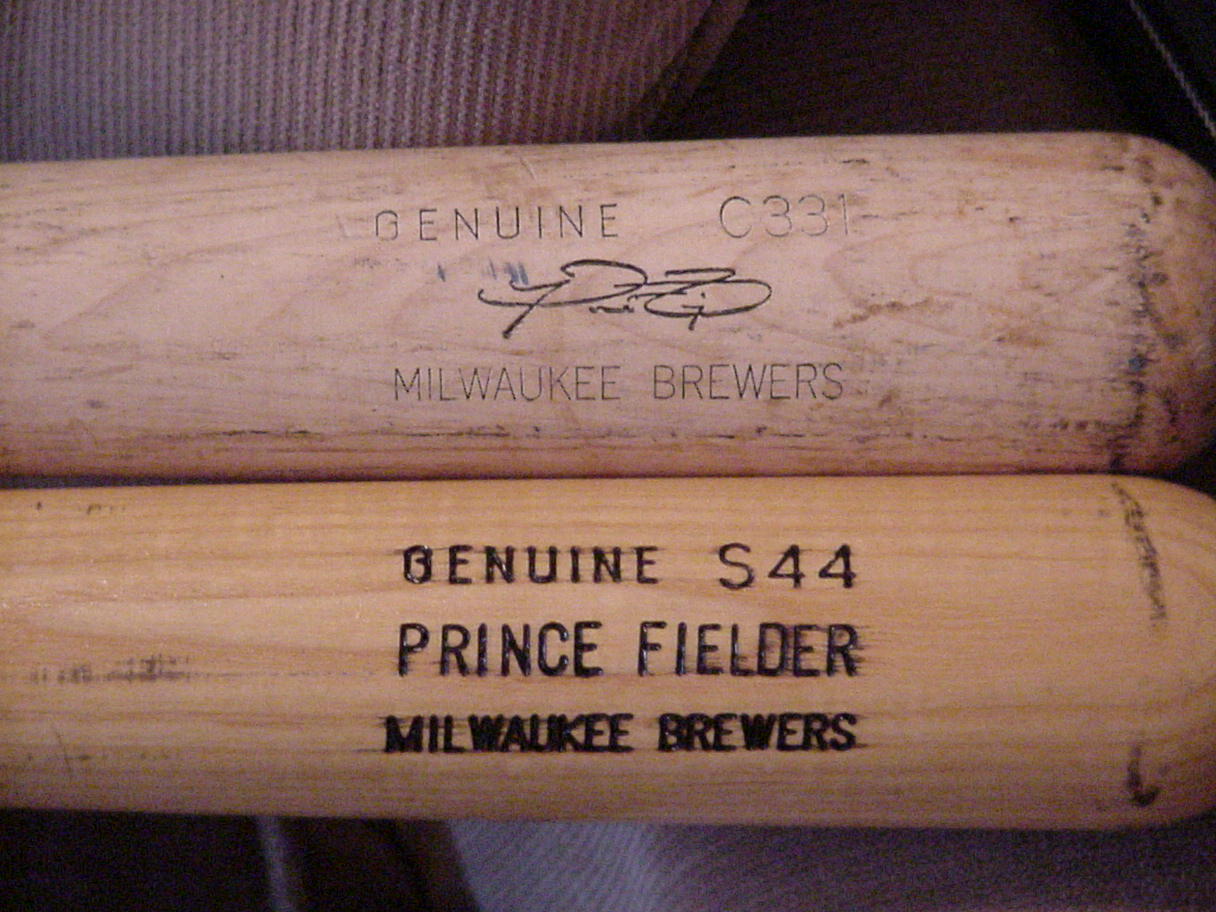 GENUINE C331
MILWAUKEE BREWERS
GENUINE S44
PRINCE FIELDER
MILWAUKEE BREWERS